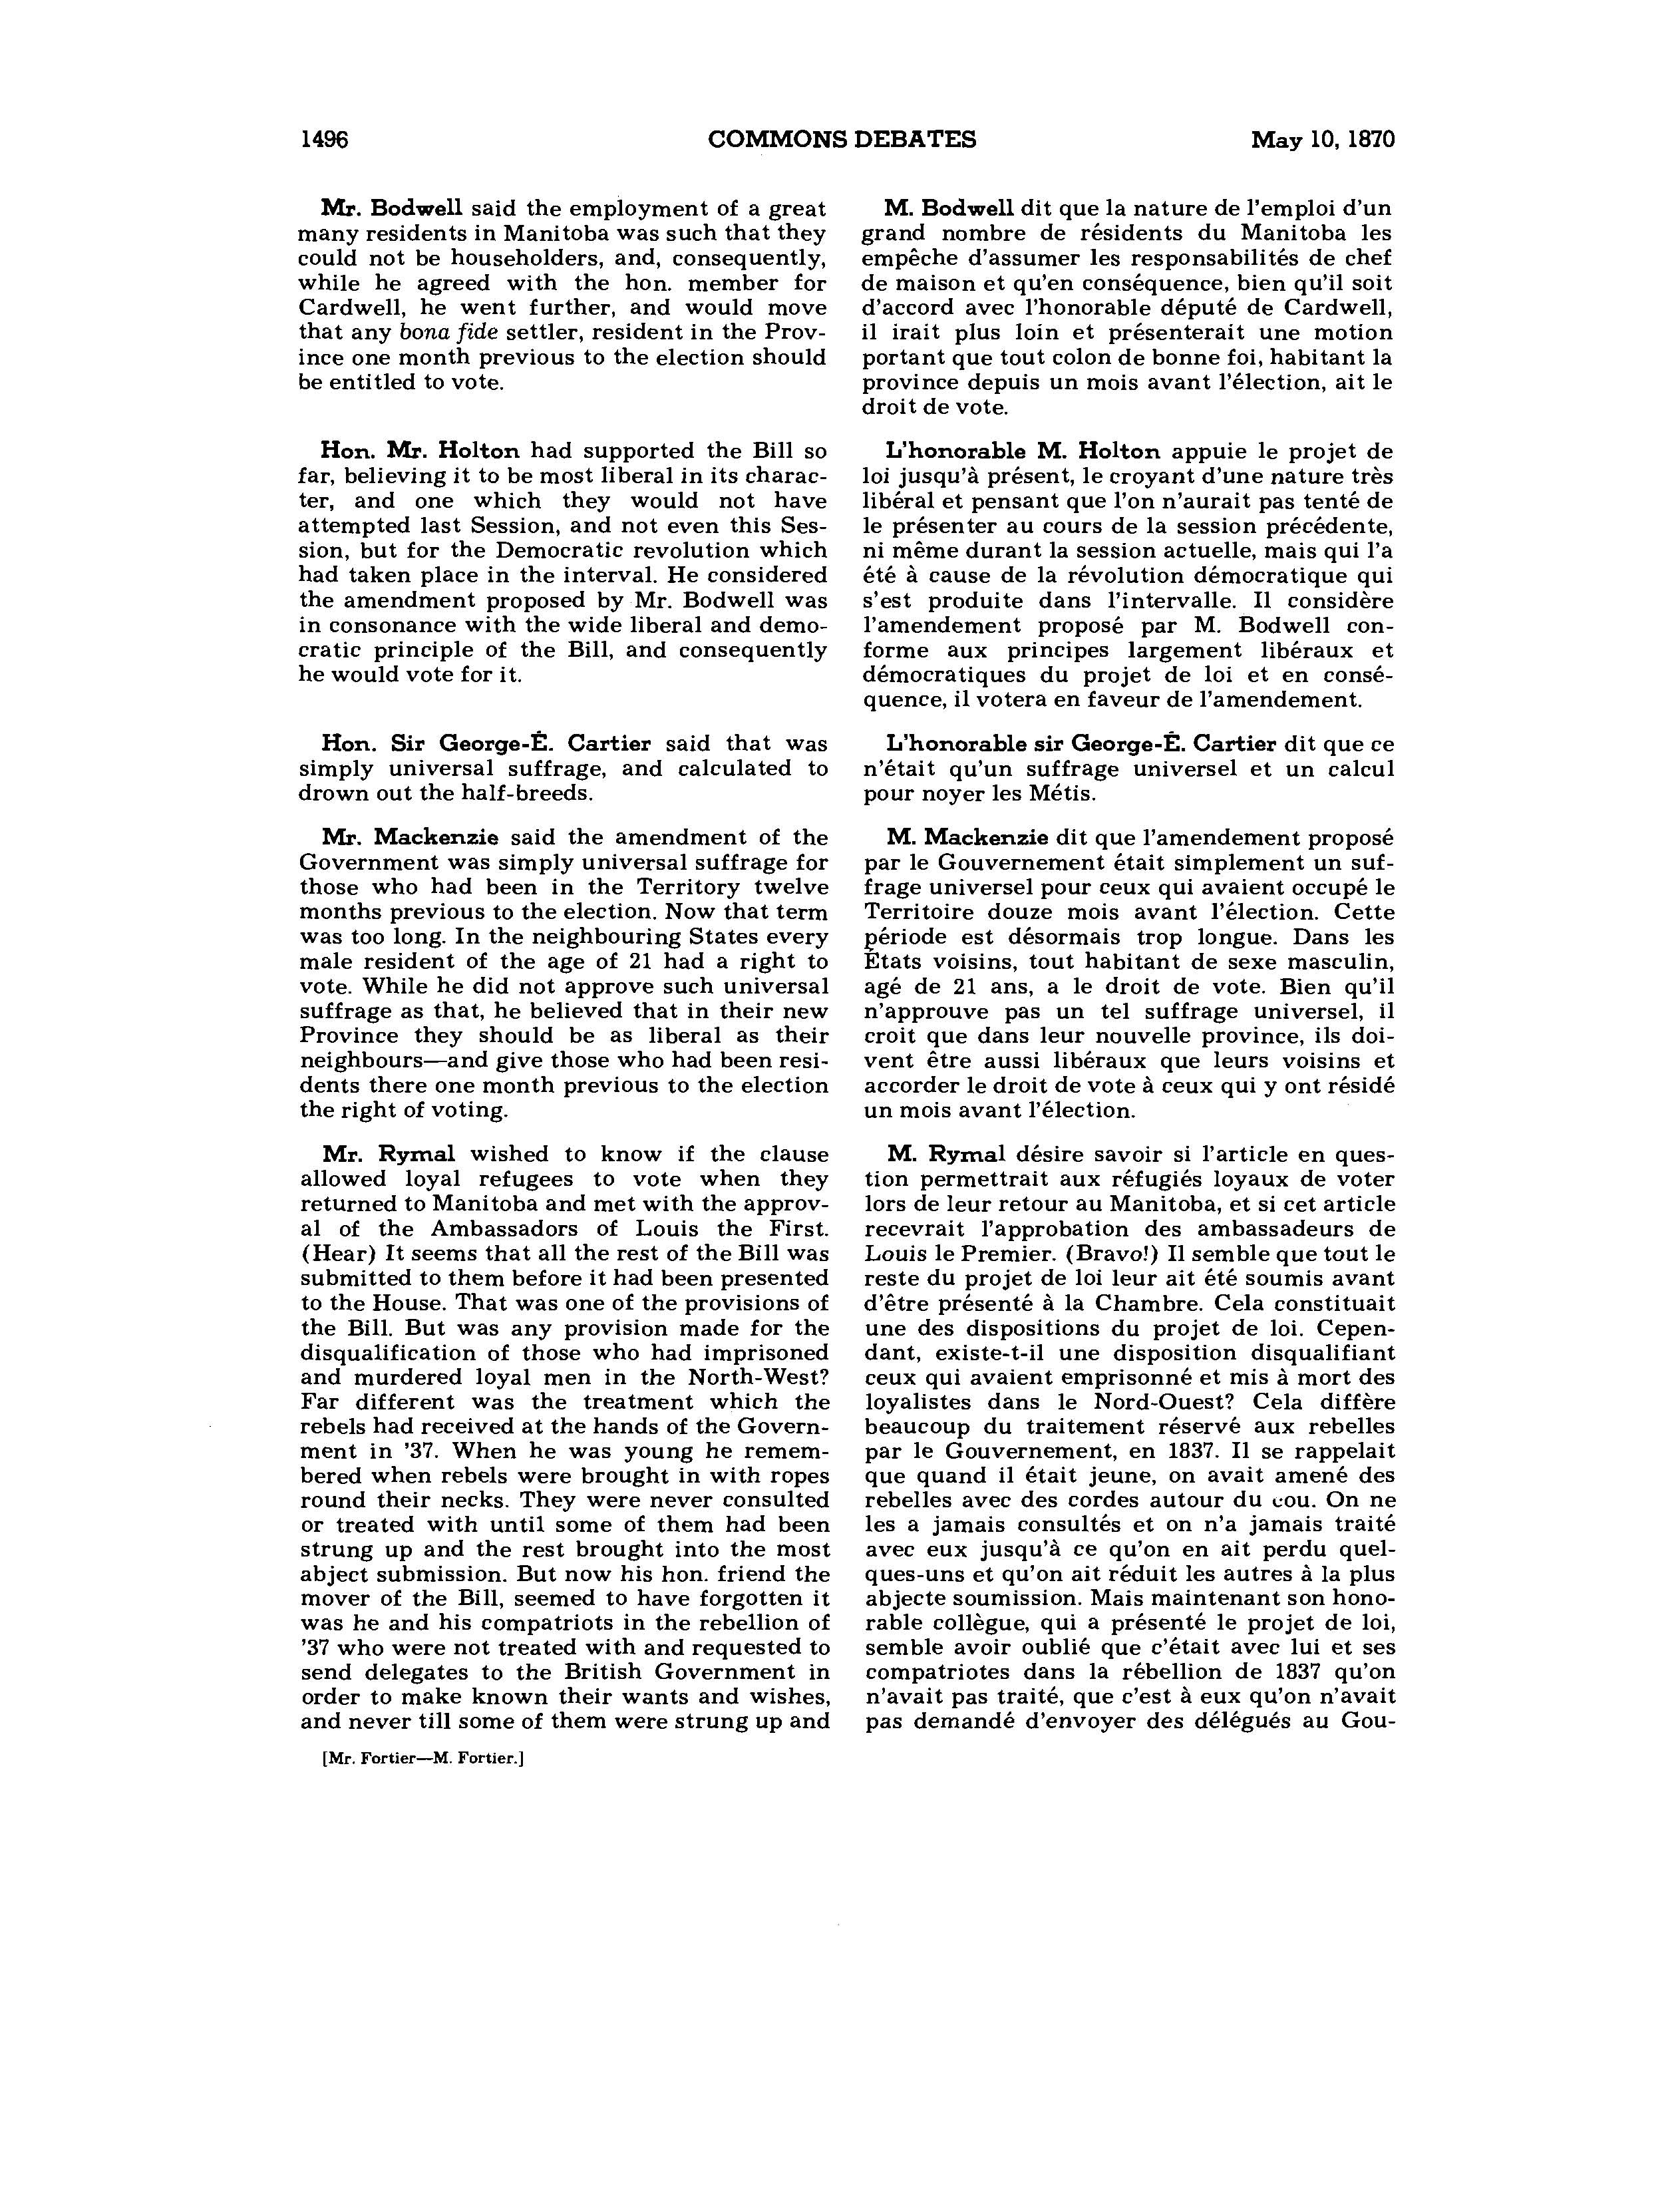 1496 COMMONS DEBATES May 10, 1870
Mr. Bodwell said the employment of a great
many residents in Manitoba was such that they
could not be householders, and, consequently,
while he agreed with the hon. member for
Cardwell, he went further, and would move
that any bona fide settler, resident in the Prov-
ince one month previous to the election should
be entitled to vote.
Hon. Mr. Holton had supported the Bill so
far, believing it to be most liberal in its charac-
ter, and one which they would not have
attempted last Session, and not even this Ses-
sion, but for the Democratic revolution which
had taken place in the interval. He considered
the amendment proposed by Mr. Bodwell was
in consonance with the wide liberal and demo-
cratic principle of the Bill, and consequently
he would vote for it.
Hon. Sir George-É. Cartier said that was
simply universal suffrage, and calculated to
drown out the half-breeds.
Mr. Mackenzie said the amendment of the
Government was simply universal suffrage for
those who had been in the Territory twelve
months previous to the election. Now that term
was too long. In the neighbouring States every
male resident of the age of 21 had a right to
vote. While he did not approve such universal
suffrage as that, he believed that in their new
Province they should be as liberal as their
neighbours—and give those who had been resi-
dents there one month previous to the election
the right of voting.
Mr. Rymal wished to know if the clause
allowed loyal refugees to vote when they
returned to Manitoba and met with the approv-
al of the Ambassadors of Louis the First.
(Hear) It seems that all the rest of the Bill was
submitted to them before it had been presented
to the House. That was one of the provisions of
the Bill. But was any provision made for the
disqualification of those who had imprisoned
and murdered loyal men in the North-West?
Far different was the treatment which the
rebels had received at the hands of the Govern-
ment in '37. When he was young he remem-
bered when rebels were brought in with ropes
round their necks. They were never consulted
or treated with until some of them had been
strung up and the rest brought into the most
abject submission. But now his hon. friend the
mover of the Bill, seemed to have forgotten it
was he and his compatriots in the rebellion of
'37 who were not treated with and requested to
send delegates to the British Government in
order to make known their wants and wishes,
and never till some of them were strung up and
M. Bodwell dit que la nature de l'emploi d'un
grand nombre de résidents du Manitoba les
empêche d'assumer les responsabilités de chef
de maison et qu'en conséquence, bien qu'il soit
d'accord avec l'honorable député de Cardwell,
il irait plus loin et présenterait une motion
portant que tout colon de bonne foi, habitant la
province depuis un mois avant l'élection, ait le
droit de vote.
L'honorable M. Holton appuie le projet de
loi jusqu'à présent, le croyant d'une nature très
libéral et pensant que l'on n'aurait pas tenté de
le présenter au cours de la session précédente,
ni même durant la session actuelle, mais qui l'a
été à cause de la révolution démocratique qui
s'est produite dans l'intervalle. Il considère
l'amendement proposé par M. Bodwell con-
forme aux principes largement libéraux et
démocratiques du projet de loi et en consé-
quence, il votera en faveur de l'amendement.
L'honorable sir George-É. Cartier dit que ce
n'était qu'un suffrage universel et un calcul
pour noyer les Métis.
M. Mackenzie dit que l'amendement proposé
par le Gouvernement était simplement un suf-
frage universel pour ceux qui avaient occupé le
Territoire douze mois avant l'élection. Cette
période est désormais trop longue. Dans les
États voisins, tout habitant de sexe masculin,
agé de 21 ans, a le droit de vote. Bien qu'il
n'approuve pas un tel suffrage universel, il
croit que dans leur nouvelle province, ils doi-
vent être aussi libéraux que leurs voisins et
accorder le droit de vote à ceux qui y ont résidé
un mois avant l'élection.
M. Rymal désire savoir si l'article en ques-
tion permettrait aux réfugiés loyaux de voter
lors de leur retour au Manitoba, et si cet article
recevrait l'approbation des ambassadeurs de
Louis le Premier. (Bravo!) Il semble que tout le
reste du projet de loi leur ait été soumis avant
d'être présenté à la Chambre. Cela constituait
une des dispositions du projet de loi. Cepen-
dant, existe-t-il une disposition disqualifiant
ceux qui avaient emprisonné et mis à mort des
loyalistes dans le Nord-Ouest? Cela diffère
beaucoup du traitement réservé aux rebelles
par le Gouvernement, en 1837. Il se rappelait
que quand il était jeune, on avait amené des
rebelles avec des cordes autour du cou. On ne
les a jamais consultés et on n'a jamais traité
avec eux jusqu'à ce qu'on en ait perdu quel-
ques-uns et qu'on ait réduit les autres à la plus
abjecte soumission. Mais maintenant son hono-
rable collègue, qui a présenté le projet de loi,
semble avoir oublié que c'était avec lui et ses
compatriotes dans la rébellion de 1837 qu'on
n'avait pas traité, que c'est à eux qu'on n'avait
pas demandé d'envoyer des délégués au Gou-
[Mr. Fortier—M. Fortier.]